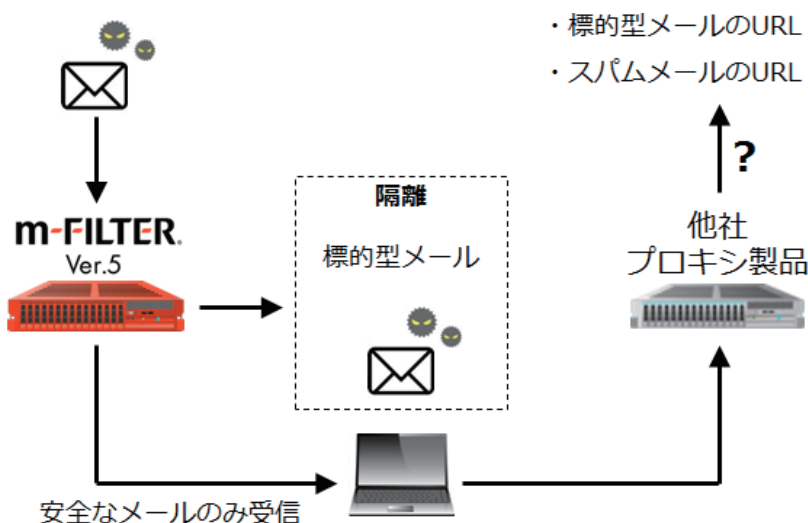 ・標的型メールのURL
・スパムメールのURL
?
隔離
標的型メール
m-FILTER.
Ver.5
他社
プロキシ製品
安全なメールのみ受信